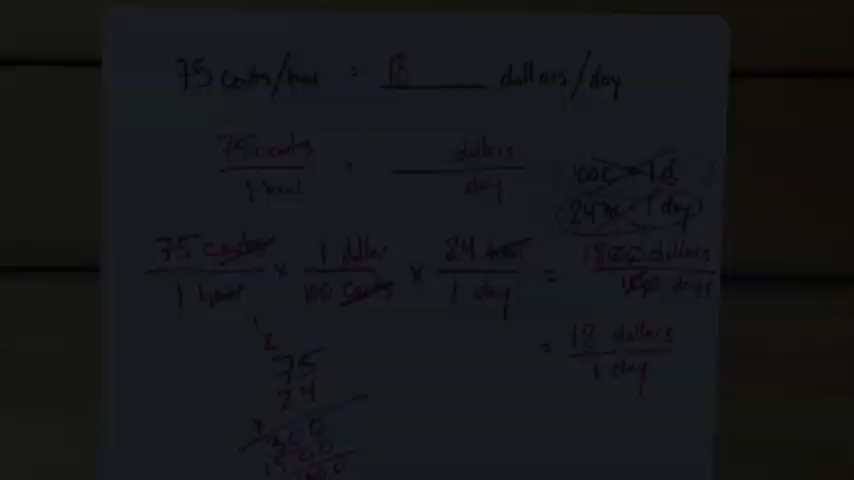 75 cents/hour = 18 dollars/day
75 cents / 1 hour = ____ dollars / day
100c = 1d
24hr = 1 day
75 cents / 1 hour × 1 dollar / 100 cents × 24 hour / 1 day = 1800 dollars / 100 days
= 18 dollars / 1 day
75
24